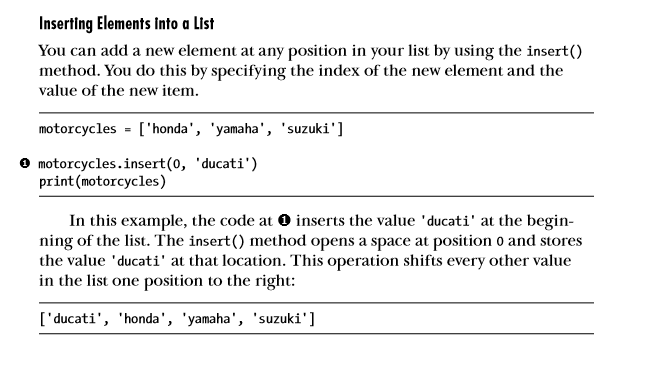 Inserting Elements into a List
You can add a new element at any position in your list by using the insert()
method. You do this by specifying the index of the new element and the
value of the new item.
motorcycles = ['honda', 'yamaha', 'suzuki']
❶ motorcycles.insert(0, 'ducati')
print(motorcycles)
In this example, the code at ❶ inserts the value 'ducati' at the begin-
ning of the list. The insert() method opens a space at position 0 and stores
the value 'ducati' at that location. This operation shifts every other value
in the list one position to the right:
['ducati', 'honda', 'yamaha', 'suzuki']